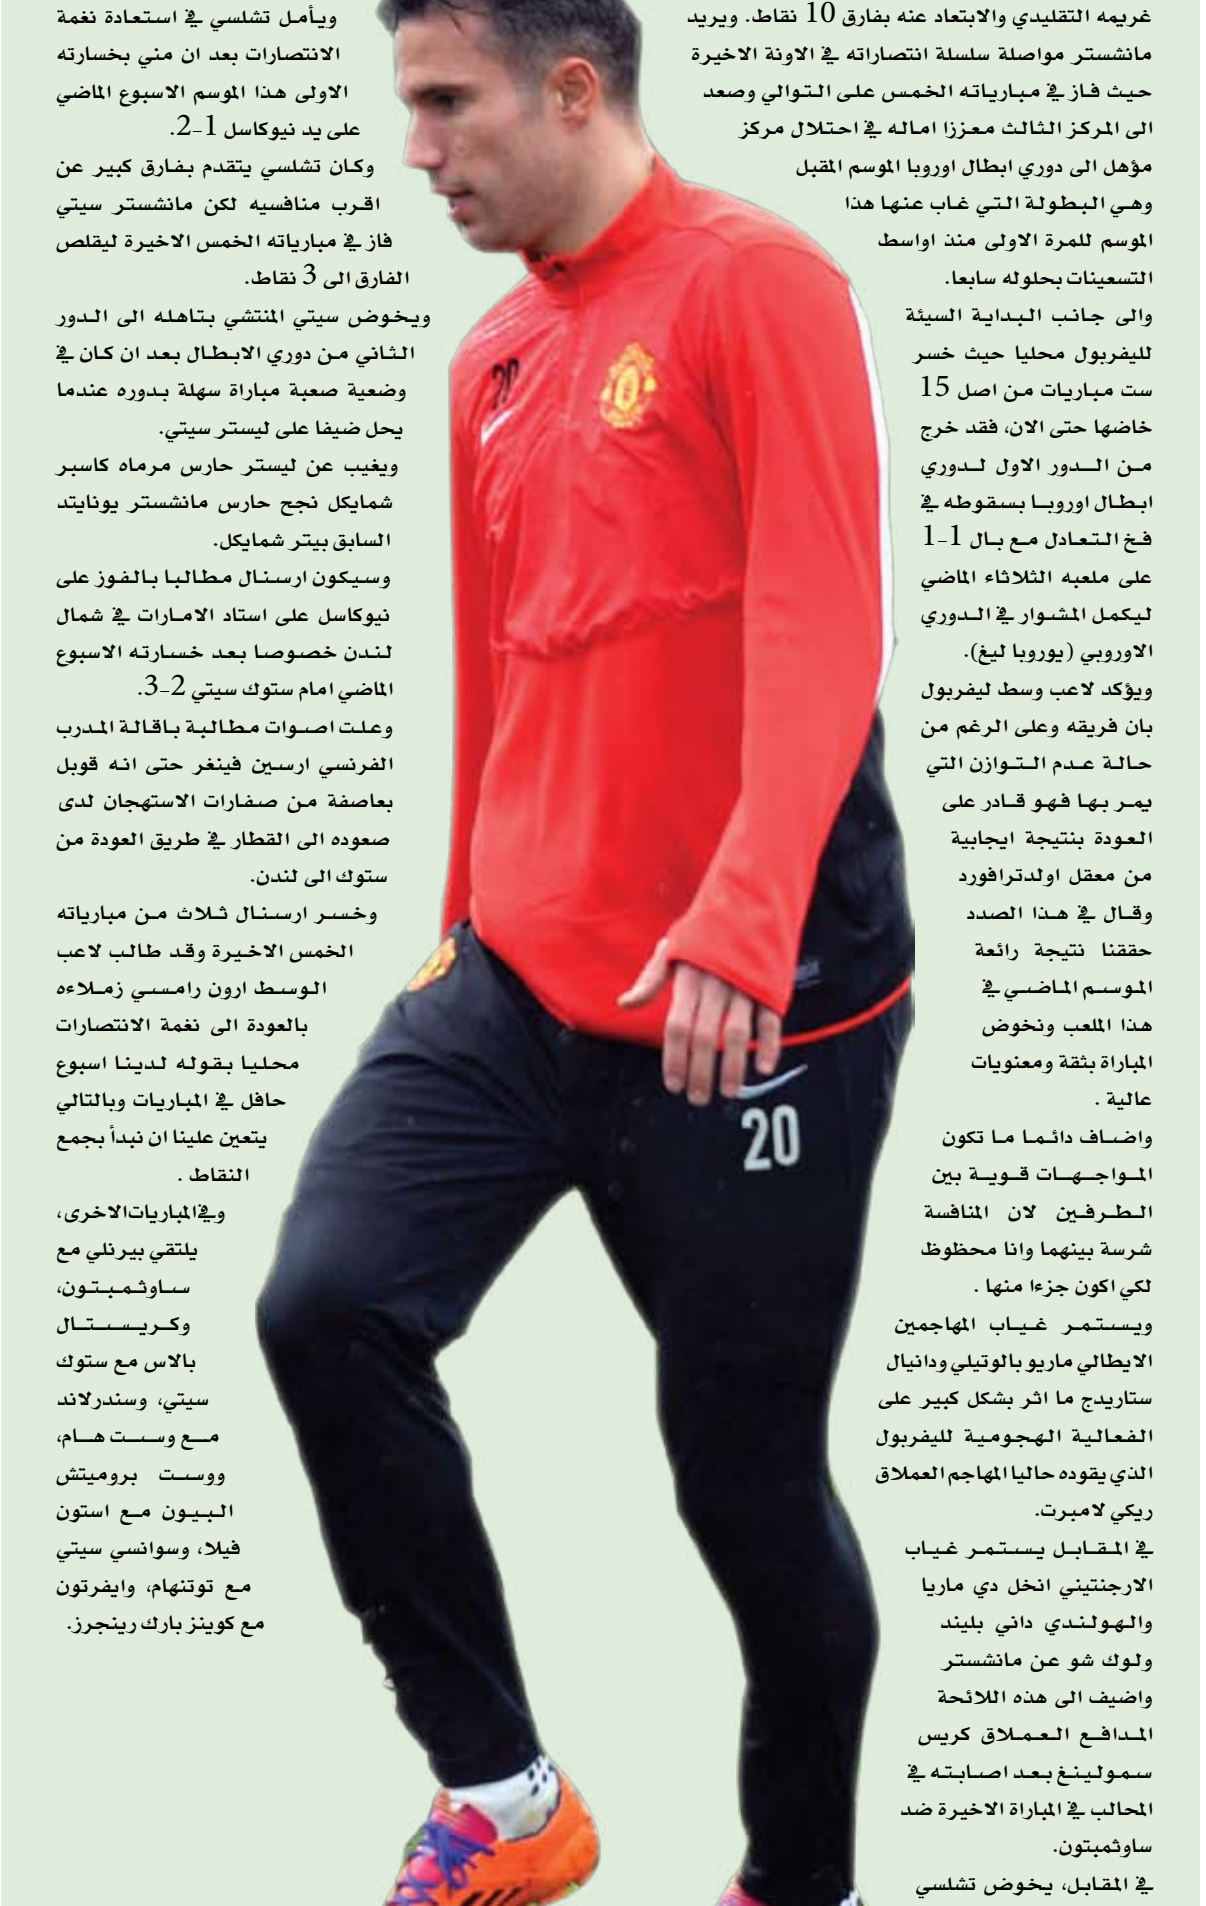 غريمه التقليدي والابتعاد عنه بفارق 10 نقاط. ويريد
مانشستر مواصلة سلسلة انتصاراته في الاونة الاخيرة
حيث فاز في مبارياته الخمس على التوالي وصعد
الى المركز الثالث معززا اماله في احتلال مركز
مؤهل الى دوري ابطال اوروبا الموسم المقبل
وهي البطولة التي غاب عنها هذا
الموسم للمرة الاولى منذ اواسط
التسعينات بحلوله سابعا.
والى جانب البداية السيئة
لليفربول محليا حيث خسر
ست مباريات من اصل 15
خاضها حتى الان، فقد خرج
من الدور الاول لدوري
ابطال اوروبا بسقوطه في
فخ التعادل مع بال 1-1
على ملعبه الثلاثاء الماضي
ليكمل المشوار في الدوري
الاوروبي (يوروبا ليغ).
ويؤكد لاعب وسط ليفربول
بان فريقه وعلى الرغم من
حالة عدم التوازن التي
يمر بها فهو قادر على
العودة بنتيجة ايجابية
من معقل اولدترافورد
وقال في هذا الصدد
حققنا نتيجة رائعة
الموسم الماضي في
هذا الملعب ونخوض
المباراة بثقة ومعنويات
عالية .
واضاف دائما ما تكون
المواجهات قوية بين
الطرفين لان المنافسة
شرسة بينهما وانا محظوظ
لكي اكون جزءا منها .
ويستمر غياب المهاجمين
الايطالي ماريو بالوتيلي ودانيال
ستاريدج ما اثر بشكل كبير على
الفعالية الهجومية لليفربول
الذي يقوده حاليا المهاجم العملاق
ريكي لامبرت.
في المقابل يستمر غياب
الارجنتيني انخل دي ماريا
والهولندي داني بليند
ولوك شو عن مانشستر
واضيف الى هذه اللائحة
المدافع العملاق كريس
سمولينغ بعد اصابته في
المحالب في المباراة الاخيرة ضد
ساوثمبتون.
في المقابل، يخوض تشلسي
ويأمل تشلسي في استعادة نغمة
الانتصارات بعد ان مني بخسارته
الاولى هذا الموسم الاسبوع الماضي
على يد نيوكاسل 1-2.
وكان تشلسي يتقدم بفارق كبير عن
اقرب منافسيه لكن مانشستر سيتي
فاز في مبارياته الخمس الاخيرة ليقلص
الفارق الى 3 نقاط.
ويخوض سيتي المنتشي بتاهله الى الدور
الثاني من دوري الابطال بعد ان كان في
وضعية صعبة مباراة سهلة بدوره عندما
يحل ضيفا على ليستر سيتي.
ويغيب عن ليستر حارس مرماه كاسبر
شمايكل نجح حارس مانشستر يونايتد
السابق بيتر شمايكل.
وسيكون ارسنال مطالبا بالفوز على
نيوكاسل على استاد الامارات في شمال
لندن خصوصا بعد خسارته الاسبوع
الماضي امام ستوك سيتي 2-3.
وعلت اصوات مطالبة باقالة المدرب
الفرنسي ارسين فينغر حتى انه قوبل
بعاصفة من صفارات الاستهجان لدى
صعوده الى القطار في طريق العودة من
ستوك الى لندن.
وخسر ارسنال ثلاث من مبارياته
الخمس الاخيرة وقد طالب لاعب
الوسط ارون رامسي زملاءه
بالعودة الى نغمة الانتصارات
محليا بقوله لدينا اسبوع
حافل في المباريات وبالتالي
يتعين علينا ان نبدأ بجمع
النقاط .
وفي المباريات الاخرى،
يلتقي بيرنلي مع
ساوثمبتون،
وكريستال
بالاس مع ستوك
سيتي، وسندرلاند
مع وست هام،
ووست بروميتش
البيون مع استون
فيلا، وسوانسي سيتي
مع توتنهام، وايفرتون
مع كوينز بارك رينجرز.
20
20